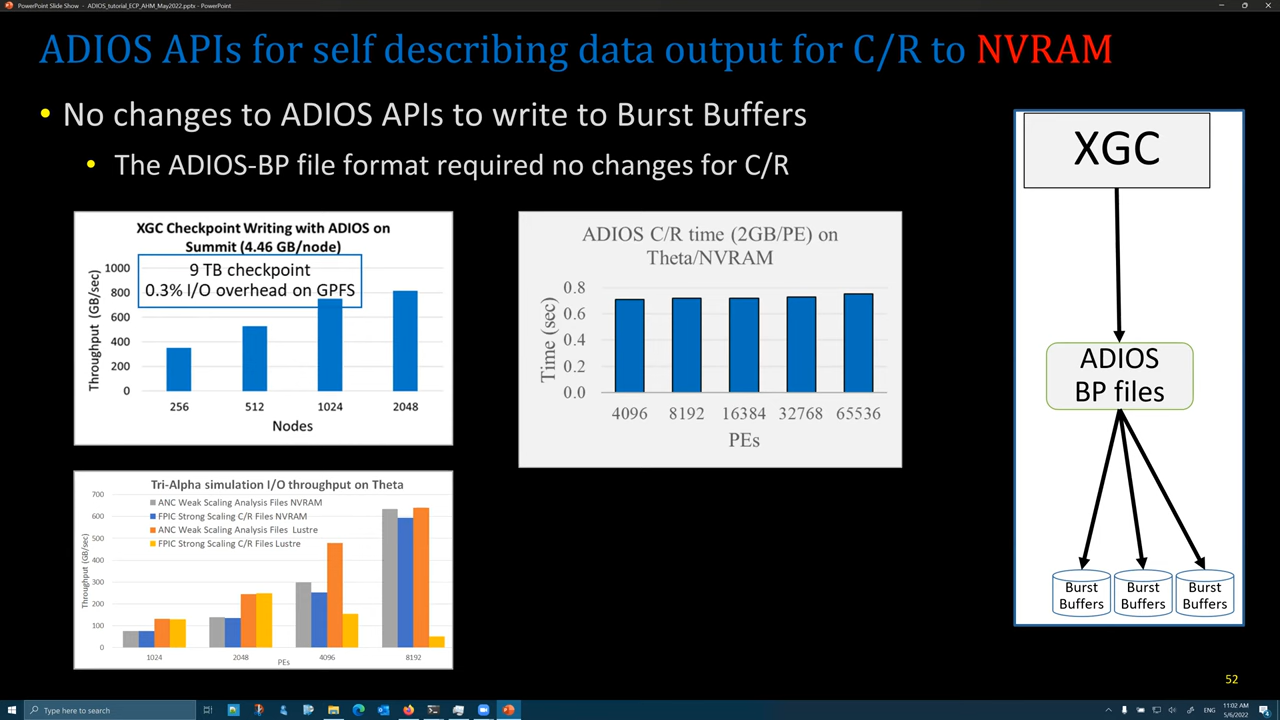 PowerPoint Slide Show - ADIOS_tutorial_ECP_AHM_May2022.pptx - PowerPoint
ADIOS APIs for self describing data output for C/R to NVRAM
• No changes to ADIOS APIs to write to Burst Buffers
• The ADIOS-BP file format required no changes for C/R
XGC Checkpoint Writing with ADIOS on
Summit (4.46 GB/node)
9 TB checkpoint
0.3% I/O overhead on GPFS
Throughput (GB/sec)
1000
800
600
400
200
0
256 512 1024 2048
Nodes
ADIOS C/R time (2GB/PE) on
Theta/NVRAM
Time (sec)
0.8
0.6
0.4
0.2
0.0
4096 8192 16384 32768 65536
PEs
Tri-Alpha simulation I/O throughput on Theta
ANC Weak Scaling Analysis Files NVRAM
FPIC Strong Scaling C/R Files NVRAM
ANC Weak Scaling Analysis Files Lustre
FPIC Strong Scaling C/R Files Lustre
Throughput (GB/sec)
700
600
500
400
300
200
100
0
1024 2048 4096 8192
PEs
XGC
ADIOS
BP files
Burst
Buffers
Burst
Buffers
Burst
Buffers
52
Type here to search
ENG
11:02 AM
5/6/2022